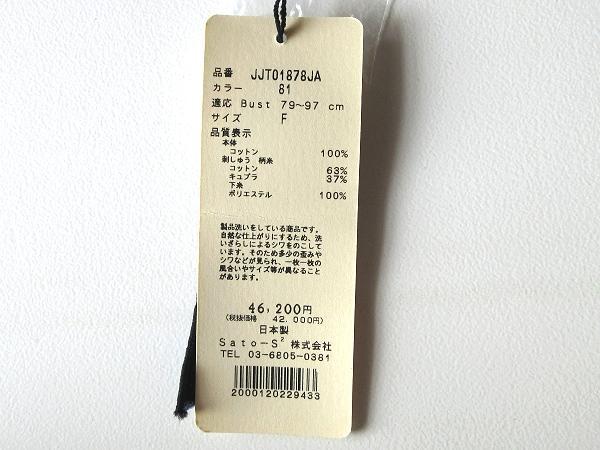 品番 JJT01878JA
カラー 81
適応 Bust 79〜97 cm
サイズ F
品質表示
本体
コットン 100%
刺しゅう 柄糸
コットン 63%
キュプラ 37%
下糸
ポリエステル 100%
製品洗いをしている商品です。
自然な仕上がりにするため、洗
いざらしによるシワをのこして
います。そのため多少の歪みや
シワなどが見られ、一枚一枚の
風合いやサイズ等が異なること
があります。
46,200円
(税抜価格 42,000円)
日本製
Sato-S² 株式会社
TEL 03-6805-0381
2000120229433